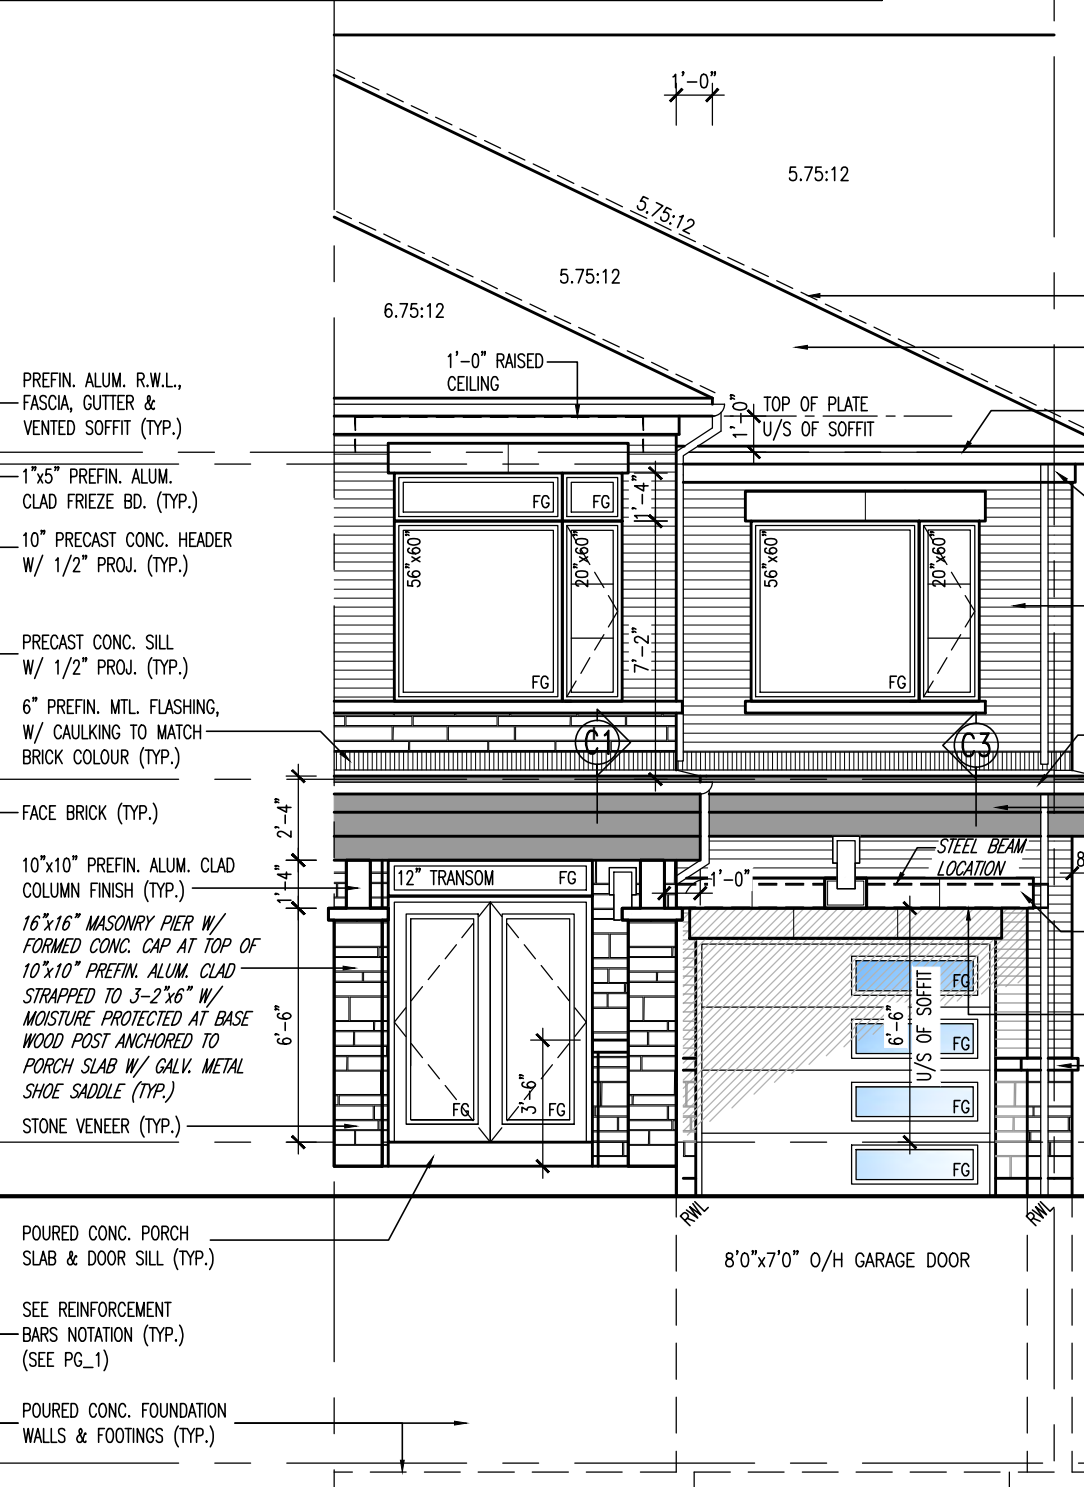 1'-0"
5.75:12
5.75:12
5.75:12
6.75:12
1'-0" RAISED
CEILING
TOP OF PLATE
U/S OF SOFFIT
1'-0"
PREFIN. ALUM. R.W.L.,
FASCIA, GUTTER &
VENTED SOFFIT (TYP.)
1"x5" PREFIN. ALUM.
CLAD FRIEZE BD. (TYP.)
10" PRECAST CONC. HEADER
W/ 1/2" PROJ. (TYP.)
PRECAST CONC. SILL
W/ 1/2" PROJ. (TYP.)
6" PREFIN. MTL. FLASHING,
W/ CAULKING TO MATCH
BRICK COLOUR (TYP.)
FACE BRICK (TYP.)
10"x10" PREFIN. ALUM. CLAD
COLUMN FINISH (TYP.)
16"x16" MASONRY PIER W/
FORMED CONC. CAP AT TOP OF
10"x10" PREFIN. ALUM. CLAD
STRAPPED TO 3-2"x6" W/
MOISTURE PROTECTED AT BASE
WOOD POST ANCHORED TO
PORCH SLAB W/ GALV. METAL
SHOE SADDLE (TYP.)
STONE VENEER (TYP.)
POURED CONC. PORCH
SLAB & DOOR SILL (TYP.)
SEE REINFORCEMENT
BARS NOTATION (TYP.)
(SEE PG_1)
POURED CONC. FOUNDATION
WALLS & FOOTINGS (TYP.)
FG
FG
1'-4"
56"x60"
20"x60"
FG
7'-2"
56"x60"
20"x60"
FG
C1
C3
2'-4"
1'-4"
6'-6"
12" TRANSOM
FG
1'-0"
STEEL BEAM
LOCATION
8
FG
FG
3'-6"
6'-6"
U/S OF SOFFIT
FG
FG
FG
FG
RWL
RWL
8'0"x7'0" O/H GARAGE DOOR